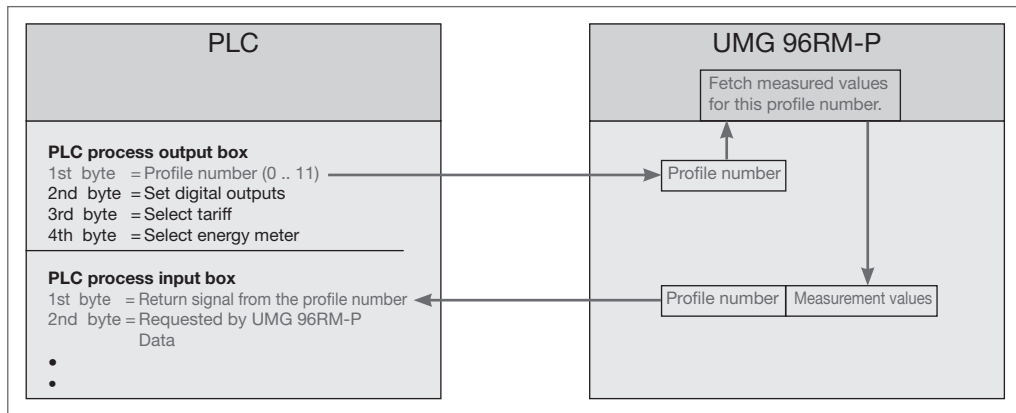 PLC
PLC process output box
1st byte = Profile number (0 .. 11)
2nd byte = Set digital outputs
3rd byte = Select tariff
4th byte = Select energy meter
PLC process input box
1st byte = Return signal from the profile number
2nd byte = Requested by UMG 96RM-P
Data
•
•
UMG 96RM-P
Fetch measured values
for this profile number.
Profile number
Profile number Measurement values